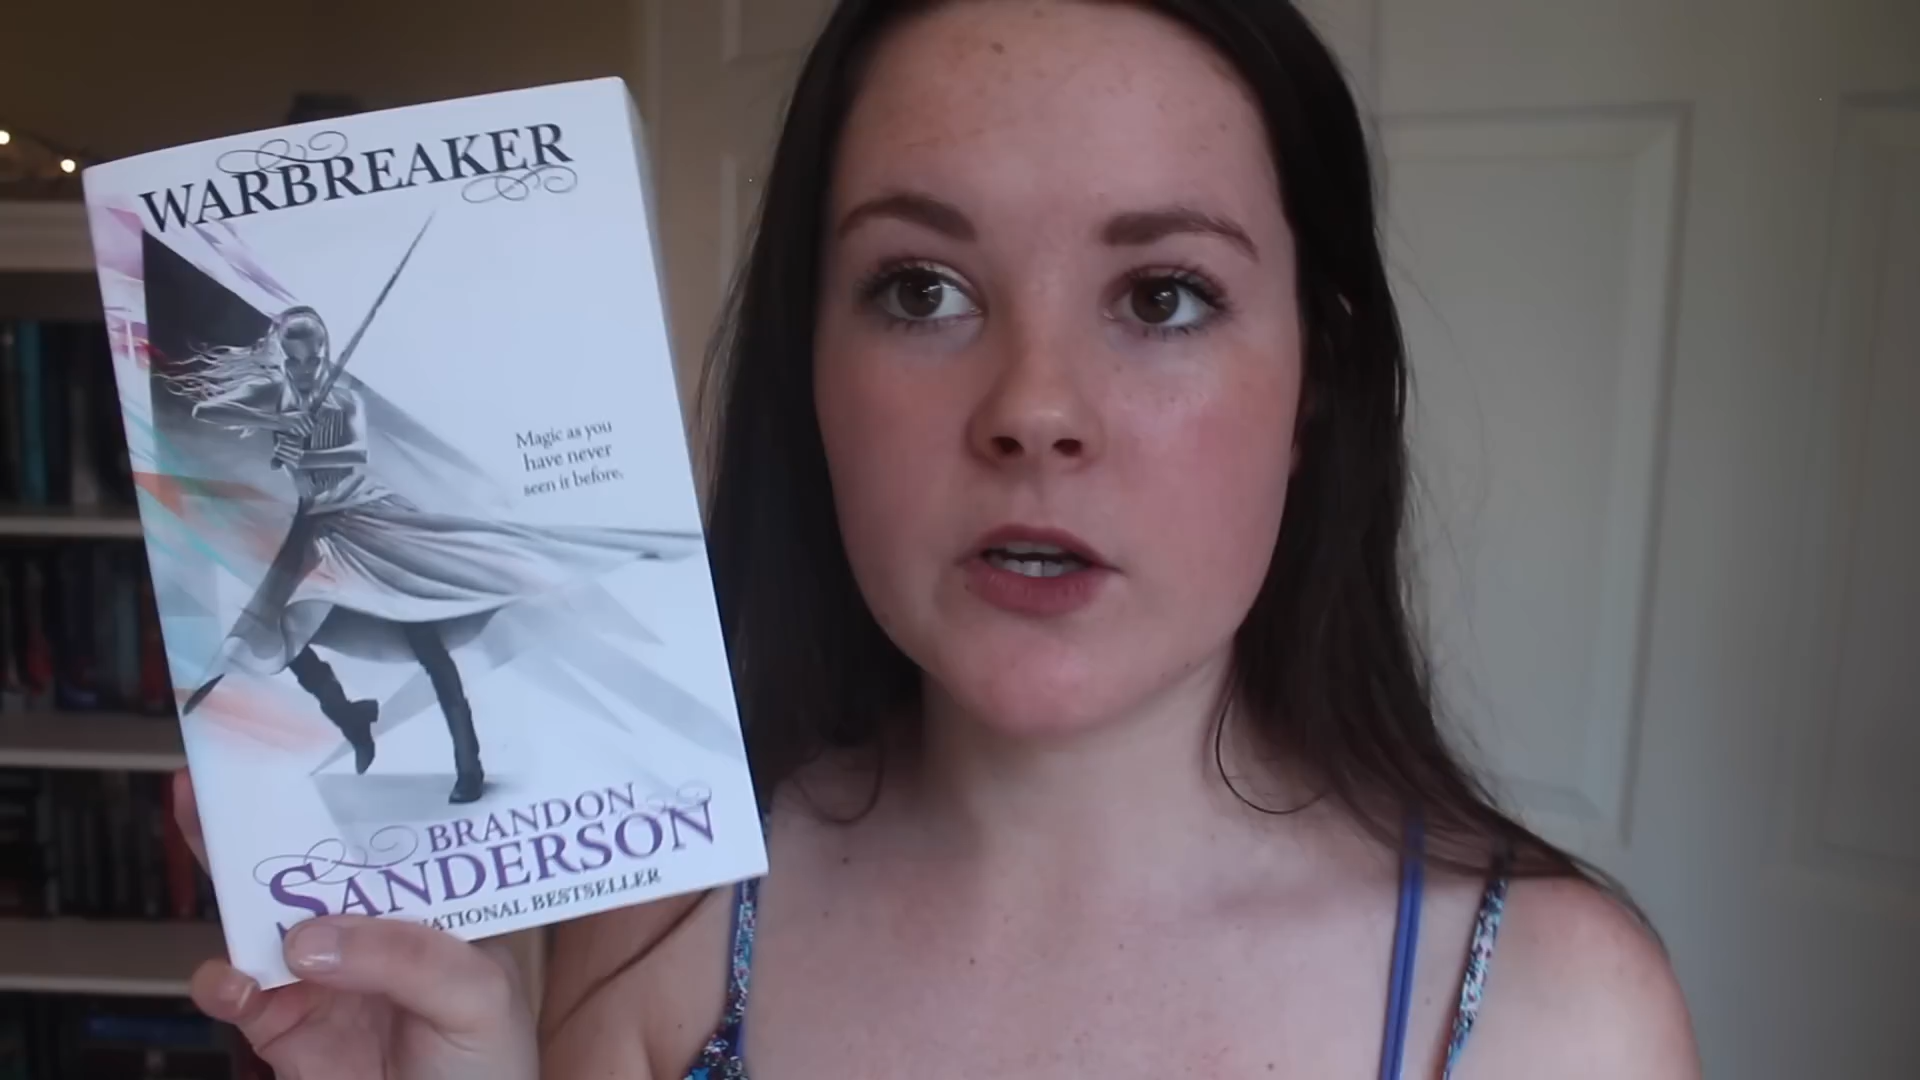 WARBREAKER
Magic as you
have never
seen it before.
BRANDON
SANDERSON
NATIONAL BESTSELLER